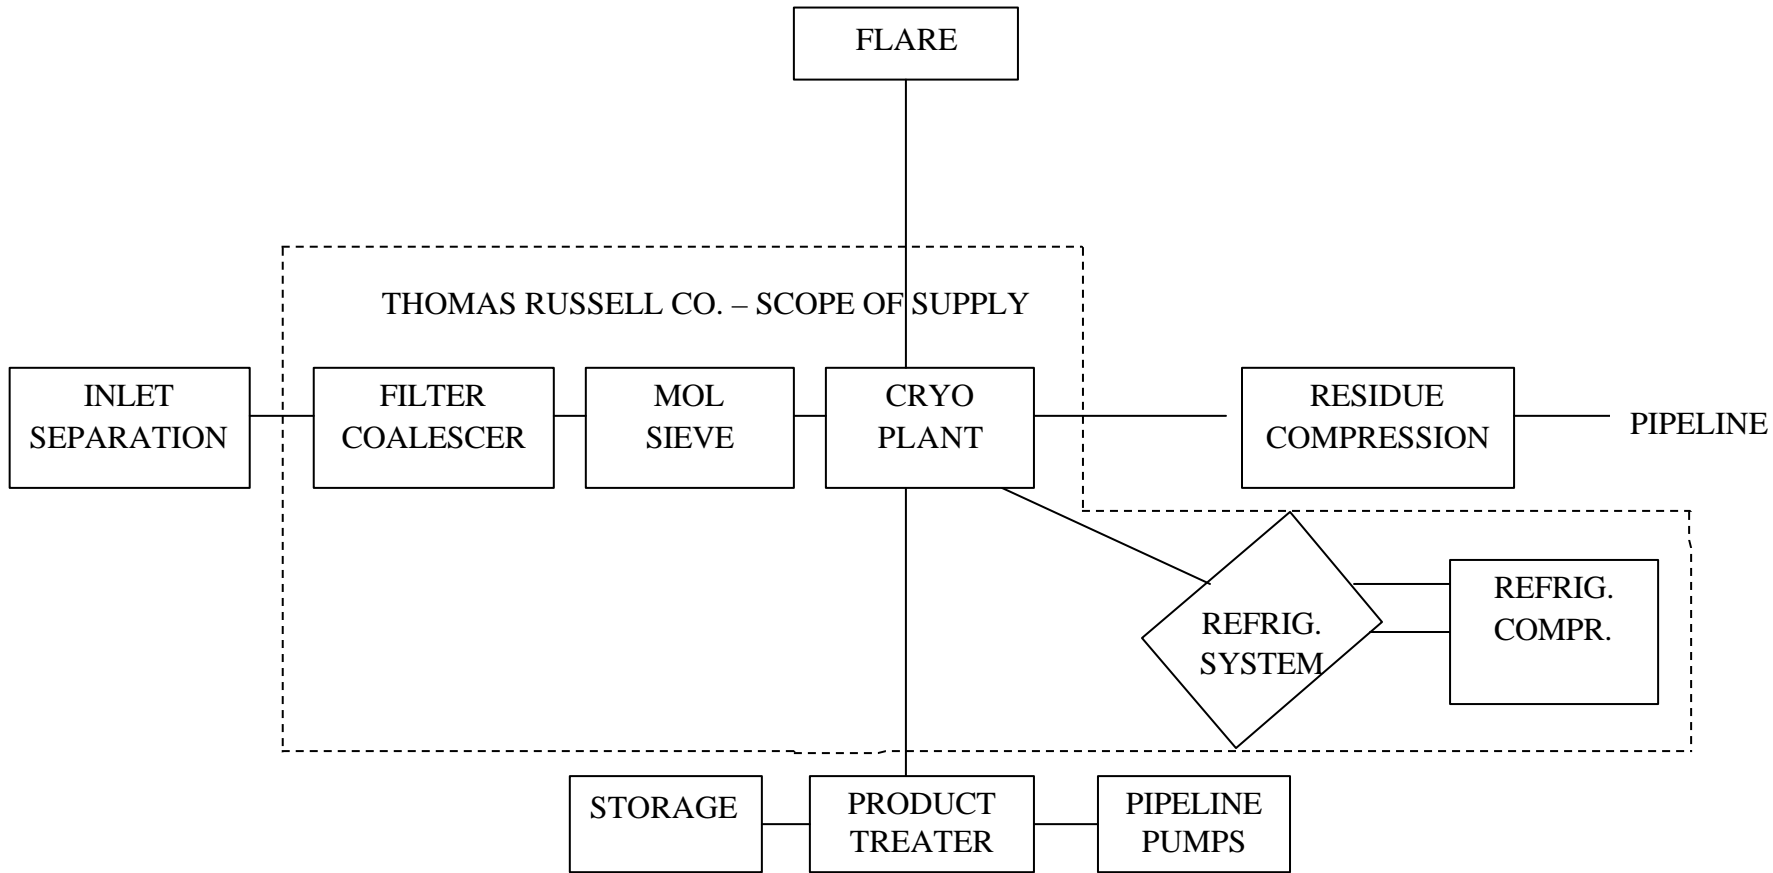 FLARE
THOMAS RUSSELL CO. – SCOPE OF SUPPLY
INLET
SEPARATION
FILTER
COALESCER
MOL
SIEVE
CRYO
PLANT
RESIDUE
COMPRESSION
PIPELINE
REFRIG.
SYSTEM
REFRIG.
COMPR.
STORAGE
PRODUCT
TREATER
PIPELINE
PUMPS